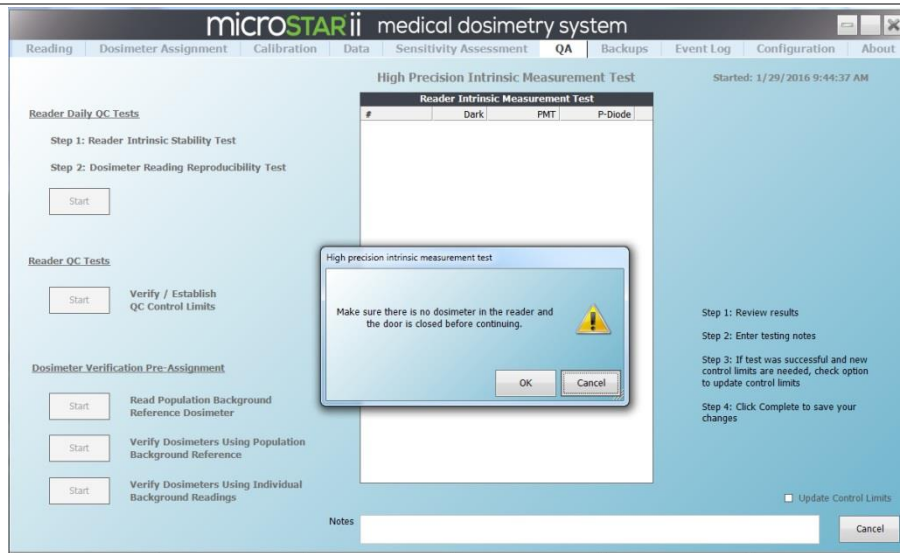 microSTARii medical dosimetry system
Reading Dosimeter Assignment Calibration Data Sensitivity Assessment QA Backups Event Log Configuration About
High Precision Intrinsic Measurement Test
Started: 1/29/2016 9:44:37 AM
Reader Intrinsic Measurement Test
# Dark PMT P-Diode
Reader Daily QC Tests
Step 1: Reader Intrinsic Stability Test
Step 2: Dosimeter Reading Reproducibility Test
Start
Reader QC Tests
Start
Verify / Establish
QC Control Limits
Dosimeter Verification Pre-Assignment
Start
Read Population Background
Reference Dosimeter
Start
Verify Dosimeters Using Population
Background Reference
Start
Verify Dosimeters Using Individual
Background Readings
High precision intrinsic measurement test
Make sure there is no dosimeter in the reader and
the door is closed before continuing.
OK
Cancel
Step 1: Review results
Step 2: Enter testing notes
Step 3: If test was successful and new
control limits are needed, check option
to update control limits
Step 4: Click Complete to save your
changes
Update Control Limits
Notes
Cancel